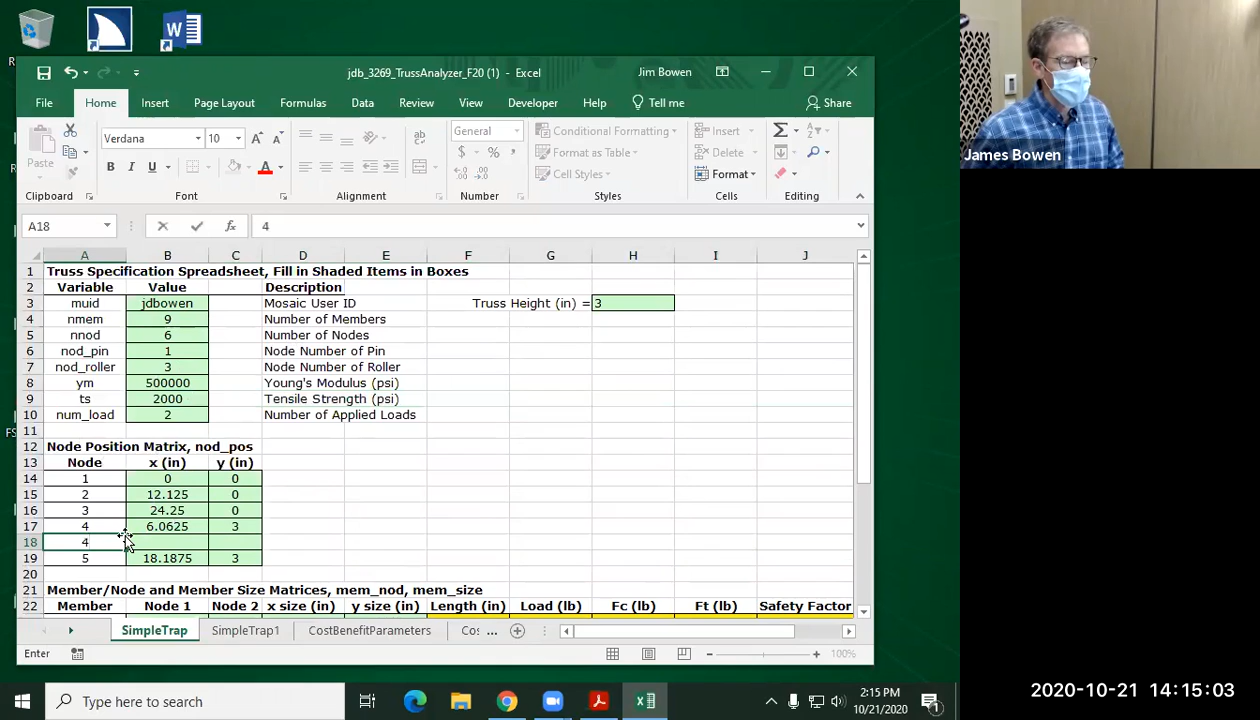 jdb_3269_TrussAnalyzer_F20 (1) - Excel
Jim Bowen
File Home Insert Page Layout Formulas Data Review View Developer Help Tell me Share
James Bowen
Verdana 10
General
Conditional Formatting
Insert
Paste
Format as Table
Delete
B I U A
$ % ,
Cell Styles
Format
Clipboard Font Alignment Number Styles Cells Editing
A18 fx 4
A B C D E F G H I J
1 Truss Specification Spreadsheet, Fill in Shaded Items in Boxes
2 Variable Value Description
3 muid jdbowen Mosaic User ID Truss Height (in) = 3
4 nmem 9 Number of Members
5 nnod 6 Number of Nodes
6 nod_pin 1 Node Number of Pin
7 nod_roller 3 Node Number of Roller
8 ym 500000 Young's Modulus (psi)
9 ts 2000 Tensile Strength (psi)
10 num_load 2 Number of Applied Loads
11
12 Node Position Matrix, nod_pos
13 Node x (in) y (in)
14 1 0 0
15 2 12.125 0
16 3 24.25 0
17 4 6.0625 3
18 4
19 5 18.1875 3
20
21 Member/Node and Member Size Matrices, mem_nod, mem_size
22 Member Node 1 Node 2 x size (in) y size (in) Length (in) Load (lb) Fc (lb) Ft (lb) Safety Factor
SimpleTrap SimpleTrap1 CostBenefitParameters Co ...
Enter 100%
Type here to search
2:15 PM
10/21/2020
1
2020-10-21 14:15:03